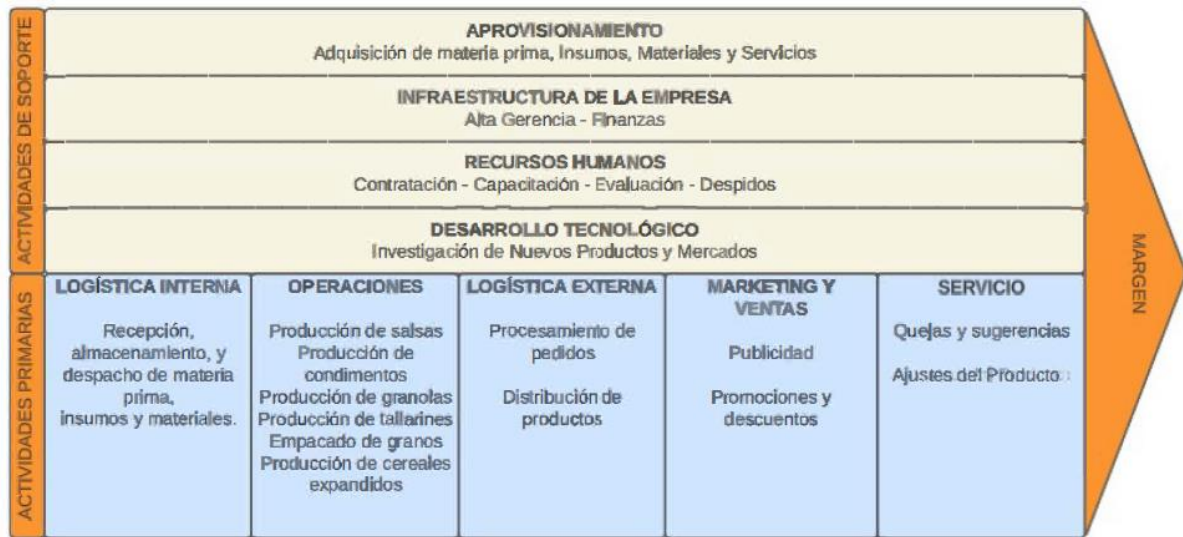 ACTIVIDADES DE SOPORTE
APROVISIONAMIENTO
Adquisición de materia prima, Insumos, Materiales y Servicios
INFRAESTRUCTURA DE LA EMPRESA
Alta Gerencia - Finanzas
RECURSOS HUMANOS
Contratación - Capacitación - Evaluación - Despidos
DESARROLLO TECNOLÓGICO
Investigación de Nuevos Productos y Mercados
ACTIVIDADES PRIMARIAS
LOGÍSTICA INTERNA
Recepción,
almacenamiento, y
despacho de materia
prima,
insumos y materiales.
OPERACIONES
Producción de salsas
Producción de
condimentos
Producción de granolas
Producción de tallarines
Empacado de granos
Producción de cereales
expandidos
LOGÍSTICA EXTERNA
Procesamiento de
pedidos
Distribución de
productos
MARKETING Y
VENTAS
Publicidad
Promociones y
descuentos
SERVICIO
Quejas y sugerencias
Ajustes del Producto
MARGEN